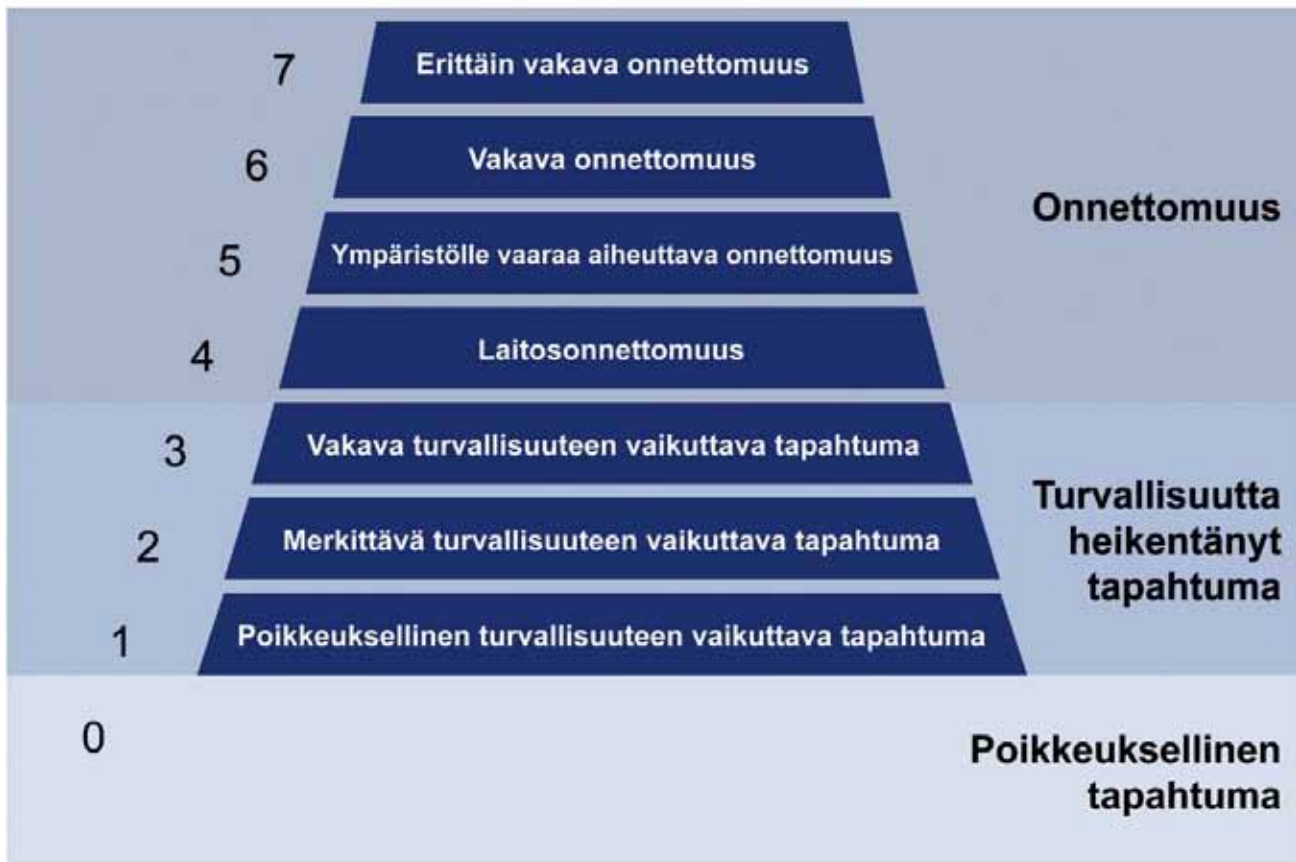 7
Erittäin vakava onnettomuus
6
Vakava onnettomuus
5
Ympäristölle vaaraa aiheuttava onnettomuus
4
Laitosonnettomuus
Onnettomuus
3
Vakava turvallisuuteen vaikuttava tapahtuma
2
Merkittävä turvallisuuteen vaikuttava tapahtuma
1
Poikkeuksellinen turvallisuuteen vaikuttava tapahtuma
Turvallisuutta
heikentänyt
tapahtuma
0
Poikkeuksellinen
tapahtuma